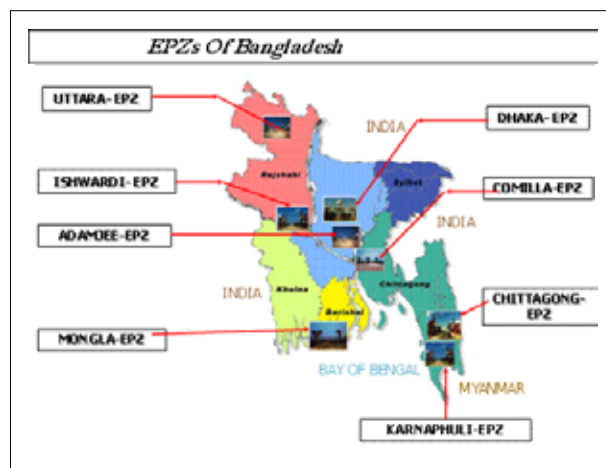 EPZs Of Bangladesh
UTTARA- EPZ
INDIA
DHAKA- EPZ
Rajshahi
Sylhet
ISHWARDI-EPZ
COMILLA-EPZ
ADAMJEE-EPZ
INDIA
INDIA
Khulna
Chittagong
CHITTAGONG-
EPZ
Barishal
MONGLA-EPZ
BAY OF BENGAL
MYANMAR
KARNAPHULI-EPZ